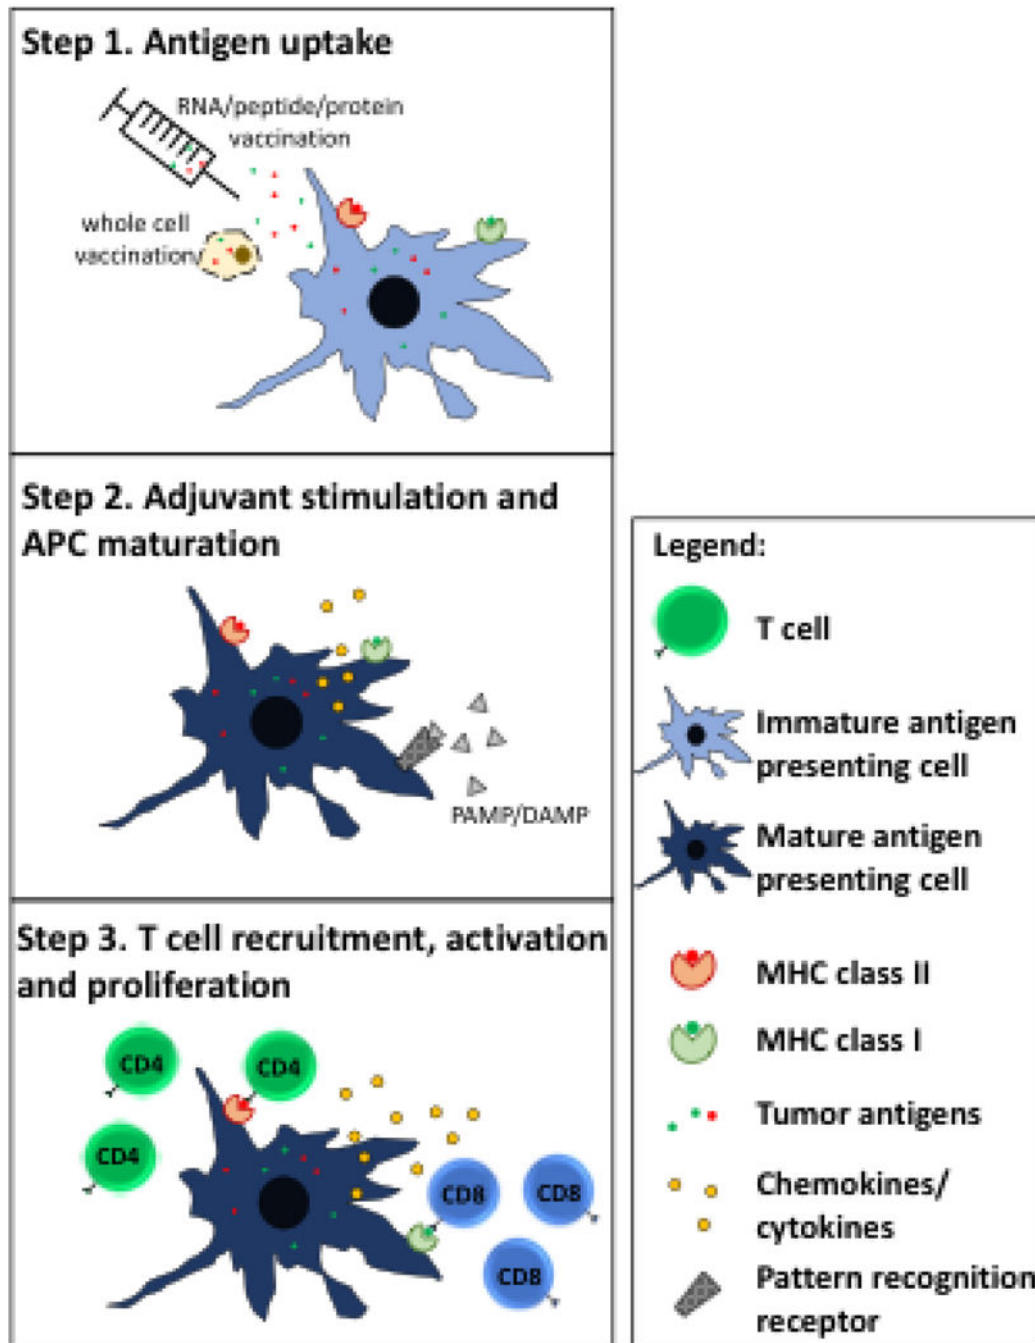 Step 1. Antigen uptake
RNA/peptide/protein
vaccination
whole cell
vaccination
Step 2. Adjuvant stimulation and
APC maturation
PAMP/DAMP
Step 3. T cell recruitment, activation
and proliferation
CD4
CD4
CD4
CD8
CD8
CD8
Legend:
T cell
Immature antigen
presenting cell
Mature antigen
presenting cell
MHC class II
MHC class I
Tumor antigens
Chemokines/
cytokines
Pattern recognition
receptor